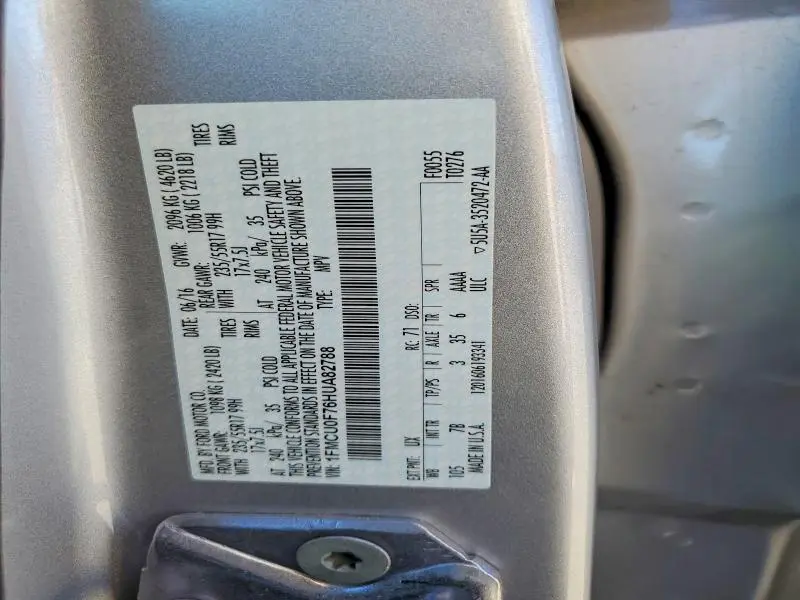 MFD. BY FORD MOTOR CO. DATE: 06/16 GVWR: 2096 KG ( 4620 LB)
FRONT GAWR: 1098 KG ( 2420 LB) REAR GAWR: 1006 KG ( 2218 LB)
WITH 235/55R17 99H TIRES WITH 235/55R17 99H TIRES
17x7.5J RIMS 17x7.5J RIMS
AT 240 kPa/ 35 PSI COLD AT 240 kPa/ 35 PSI COLD
THIS VEHICLE CONFORMS TO ALL APPLICABLE FEDERAL MOTOR VEHICLE SAFETY AND THEFT
PREVENTION STANDARDS IN EFFECT ON THE DATE OF MANUFACTURE SHOWN ABOVE.
VIN: 1FMCU0F76HUA82788 TYPE: MPV
F0055
T0276
EXT PNT: UX RC: 71 DSO:
WB INT TR TP/PS R AXLE TR SPR
105 7B 3 35 6 AAAA
MADE IN U.S.A. 120160619334I ULC
▽5U5A-3520472-AA